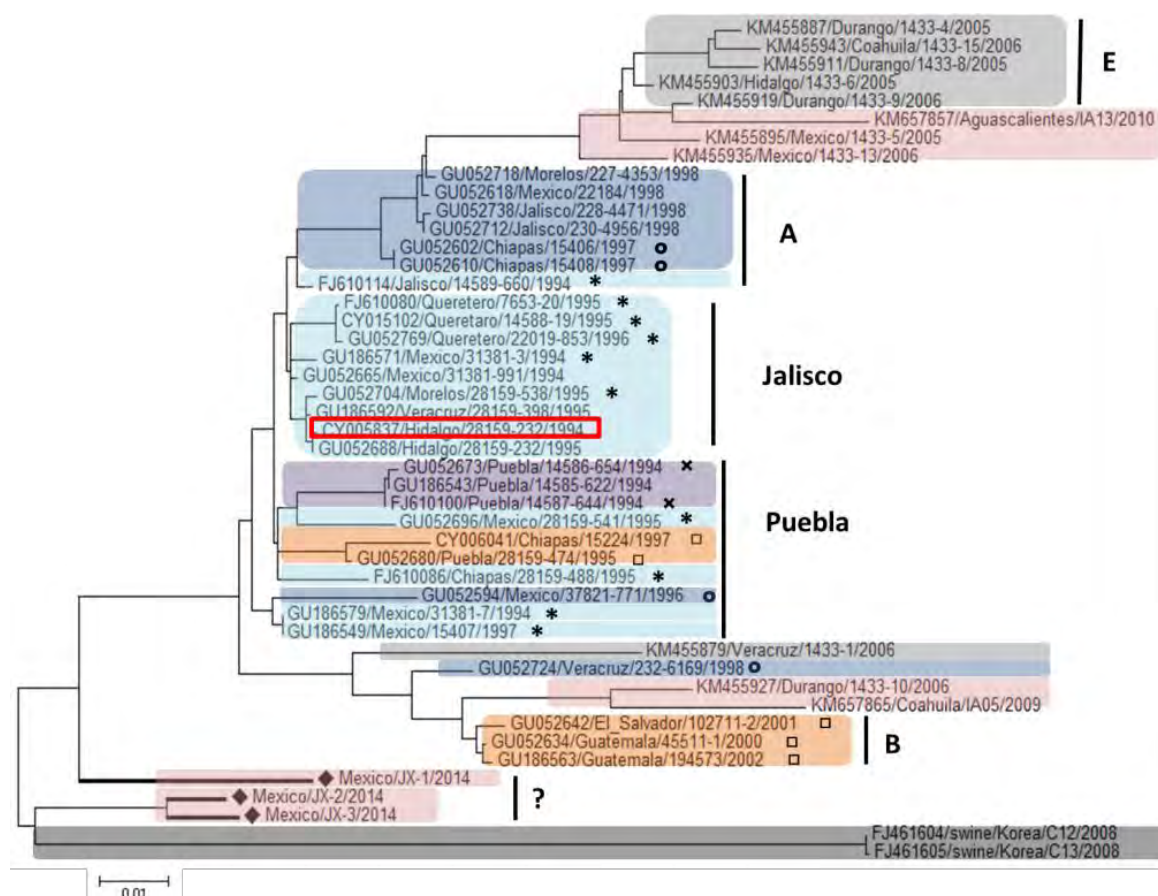 KM455887/Durango/1433-4/2005
KM455943/Coahuila/1433-15/2006
KM455911/Durango/1433-8/2005
E
KM455903/Hidalgo/1433-6/2005
KM455919/Durango/1433-9/2006
KM657857/Aguascalientes/IA13/2010
KM455895/Mexico/1433-5/2005
KM455935/Mexico/1433-13/2006
GU052718/Morelos/227-4353/1998
GU052618/Mexico/22184/1998
GU052738/Jalisco/228-4471/1998
GU052712/Jalisco/230-4956/1998
A
GU052602/Chiapas/15406/1997
GU052610/Chiapas/15408/1997
FJ610114/Jalisco/14589-660/1994 *
FJ610080/Queretero/7653-20/1995 *
CY015102/Queretaro/14588-19/1995 *
GU052769/Queretero/22019-853/1996 *
GU186571/Mexico/31381-3/1994 *
Jalisco
GU052665/Mexico/31381-991/1994
GU052704/Morelos/28159-538/1995 *
GU186592/Veracruz/28159-398/1995
CY005837/Hidalgo/28159-232/1994
GU052688/Hidalgo/28159-232/1995
GU052673/Puebla/14586-654/1994 ×
GU186543/Puebla/14585-622/1994
FJ610100/Puebla/14587-644/1994 ×
GU052696/Mexico/28159-541/1995 *
Puebla
CY006041/Chiapas/15224/1997
GU052680/Puebla/28159-474/1995
FJ610086/Chiapas/28159-488/1995 *
GU052594/Mexico/37821-771/1996
GU186579/Mexico/31381-7/1994 *
GU186549/Mexico/15407/1997 *
KM455879/Veracruz/1433-1/2006
GU052724/Veracruz/232-6169/1998
KM455927/Durango/1433-10/2006
KM657865/Coahuila/IA05/2009
GU052642/El_Salvador/102711-2/2001
GU052634/Guatemala/45511-1/2000
B
GU186563/Guatemala/194573/2002
Mexico/JX-1/2014
Mexico/JX-2/2014
?
Mexico/JX-3/2014
FJ461604/swine/Korea/C12/2008
FJ461605/swine/Korea/C13/2008
0.01